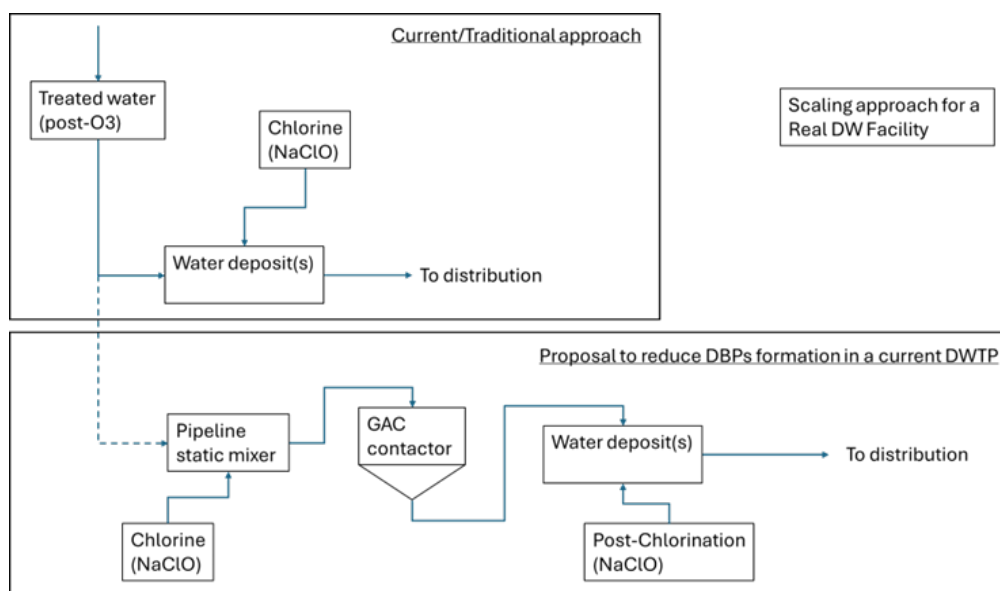 Current/Traditional approach
Treated water
(post-O3)
Chlorine
(NaClO)
Scaling approach for a
Real DW Facility
Water deposit(s)
To distribution
Proposal to reduce DBPs formation in a current DWTP
Pipeline
static mixer
GAC
contactor
Water deposit(s)
To distribution
Chlorine
(NaClO)
Post-Chlorination
(NaClO)